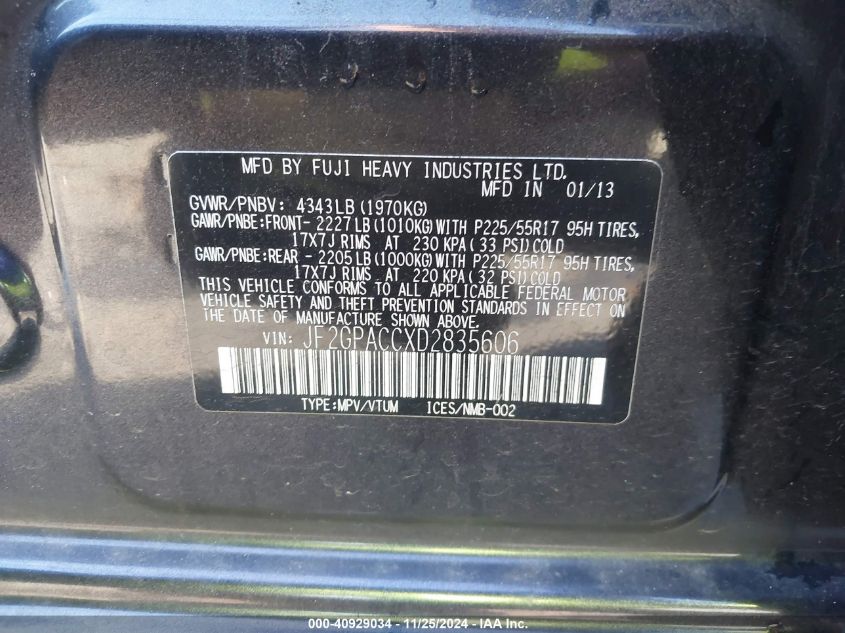 MFD BY FUJI HEAVY INDUSTRIES LTD.
MFD IN 01/13
GVWR/PNBV: 4343LB (1970KG)
GAWR/PNBE:FRONT- 2227LB (1010KG) WITH P225/55R17 95H TIRES,
17X7J RIMS AT 230 KPA ( 33 PSI) COLD
GAWR/PNBE:REAR - 2205LB (1000KG) WITH P225/55R17 95H TIRES,
17X7J RIMS AT 220 KPA ( 32 PSI) COLD
THIS VEHICLE CONFORMS TO ALL APPLICABLE FEDERAL MOTOR
VEHICLE SAFETY AND THEFT PREVENTION STANDARDS IN EFFECT ON
THE DATE OF MANUFACTURE SHOWN ABOVE.
VIN: JF2GPACCXD2835606
TYPE:MPV/VTUM ICES/NMB-002
000-40929034 - 11/25/2024 - IAA Inc.